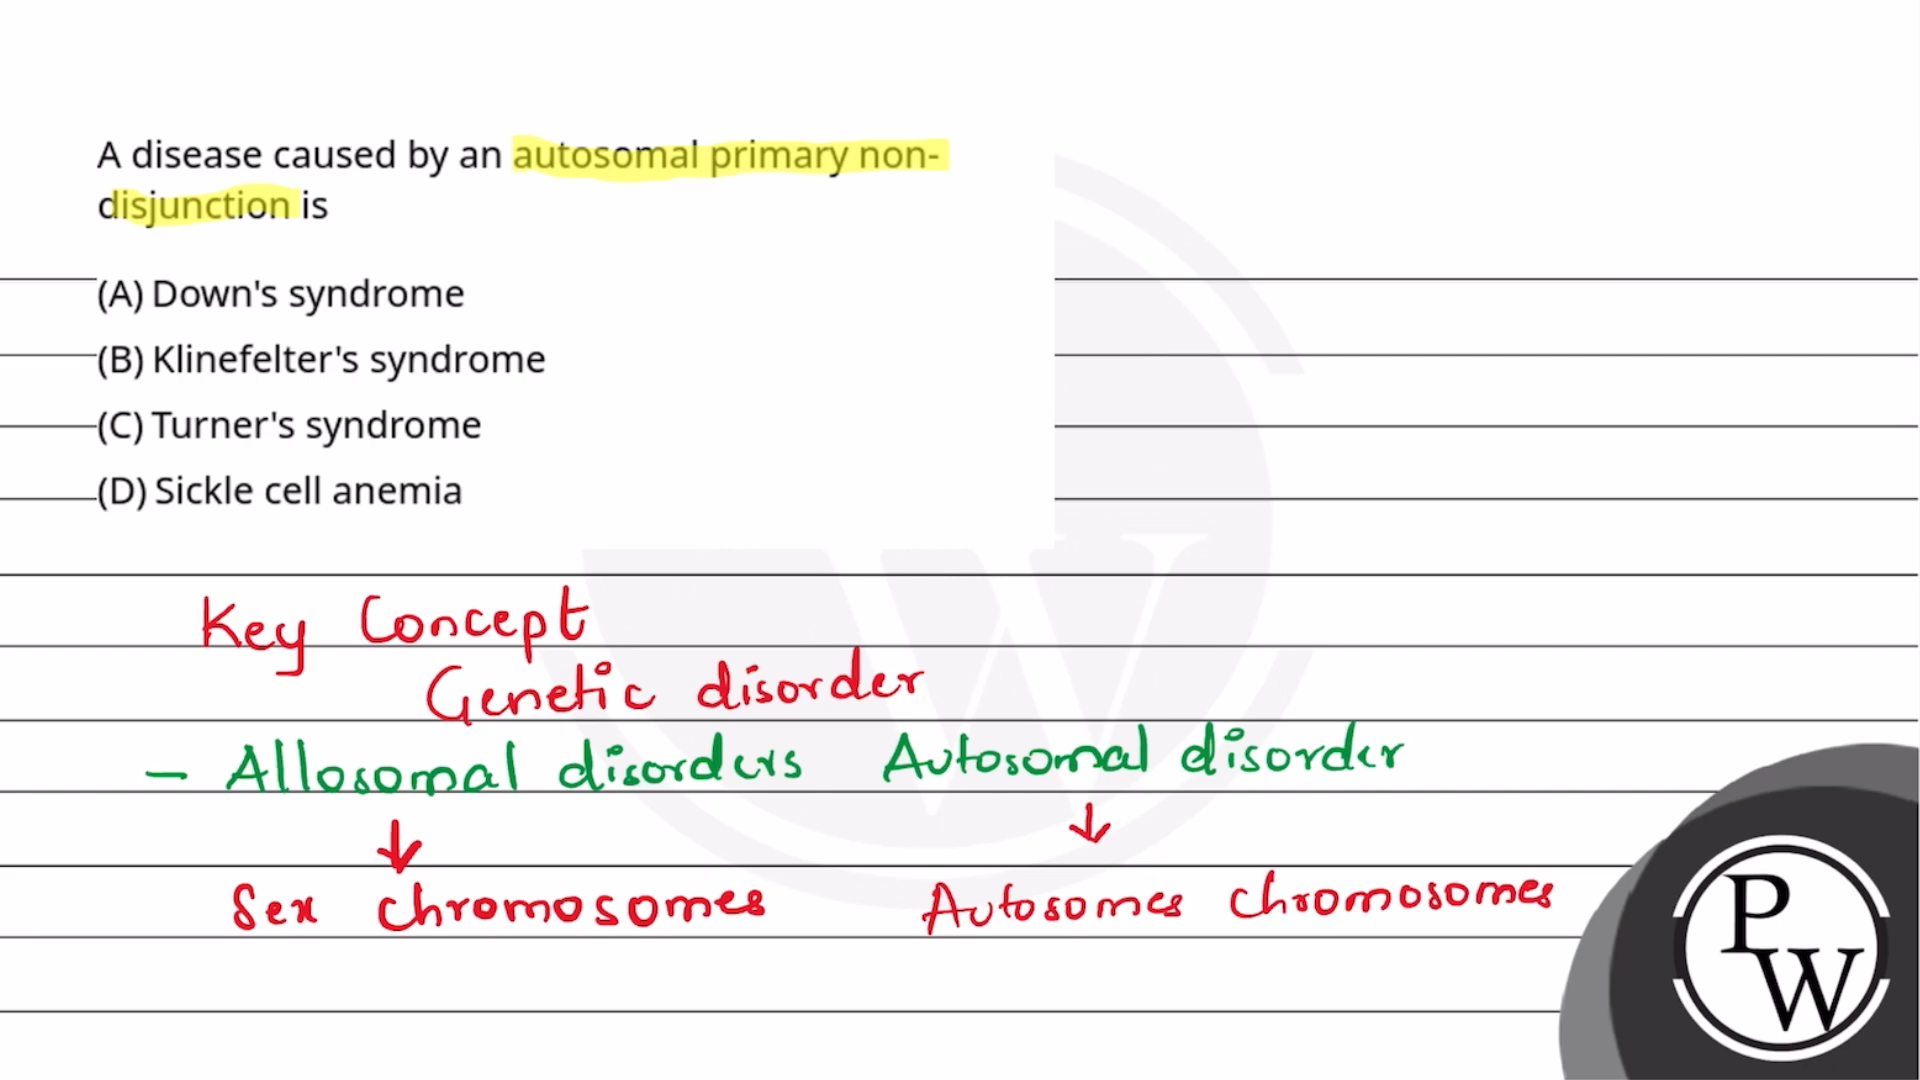 A disease caused by an autosomal primary non-
disjunction is
(A) Down's syndrome
(B) Klinefelter's syndrome
(C) Turner's syndrome
(D) Sickle cell anemia
Key Concept
Genetic disorder
- Allosomal disorders Autosomal disorder
↓ ↓
Sex chromosomes Autosomes chromosomes
PW